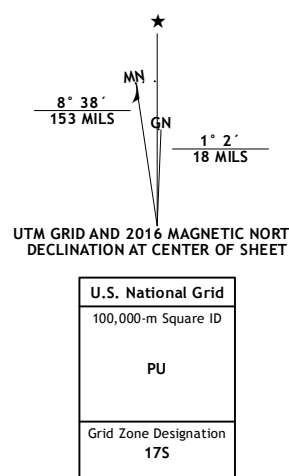 ★
MN
8° 38´
153 MILS
GN
1° 2´
18 MILS
UTM GRID AND 2016 MAGNETIC NORT
DECLINATION AT CENTER OF SHEET
U.S. National Grid
100,000-m Square ID
PU
Grid Zone Designation
17S